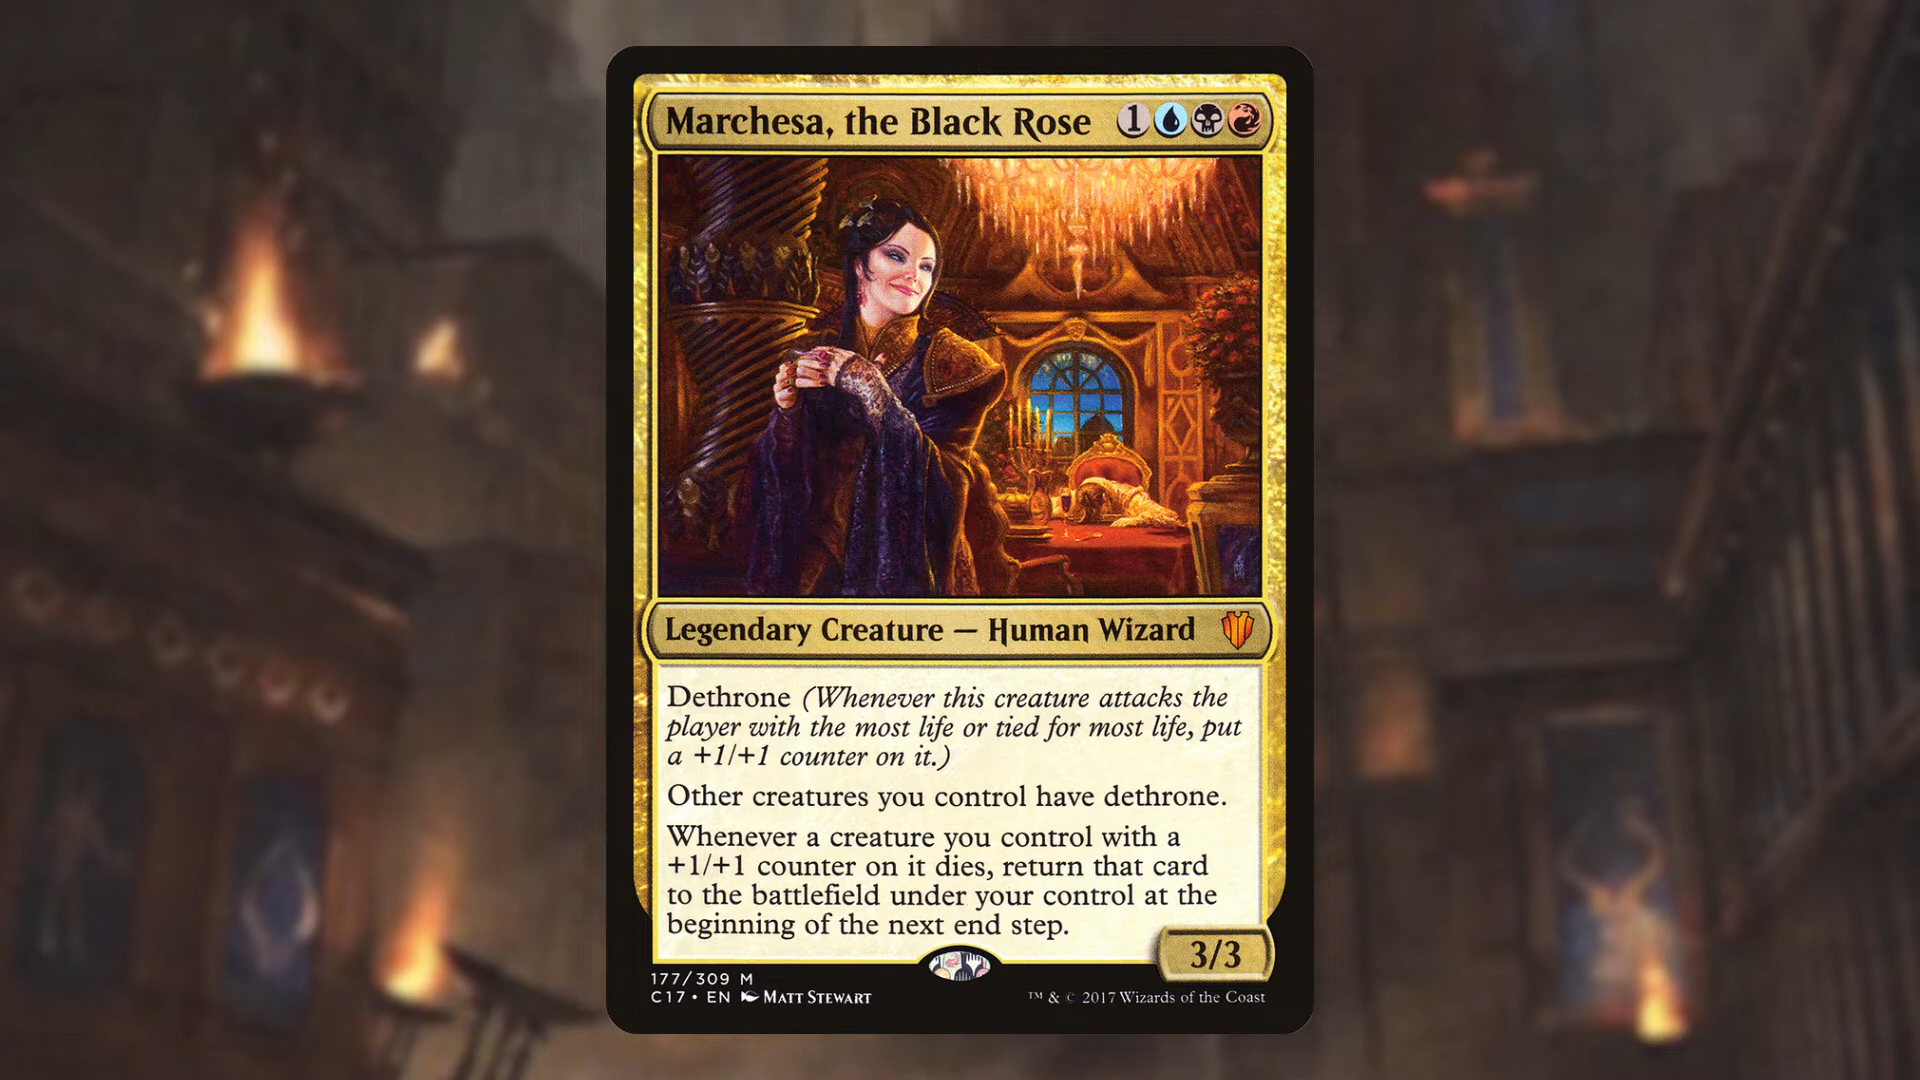 Marchesa, the Black Rose 1
Legendary Creature — Human Wizard
Dethrone (Whenever this creature attacks the
player with the most life or tied for most life, put
a +1/+1 counter on it.)
Other creatures you control have dethrone.
Whenever a creature you control with a
+1/+1 counter on it dies, return that card
to the battlefield under your control at the
beginning of the next end step.
3/3
177/309 M
C17 • EN Matt Stewart
™ & © 2017 Wizards of the Coast